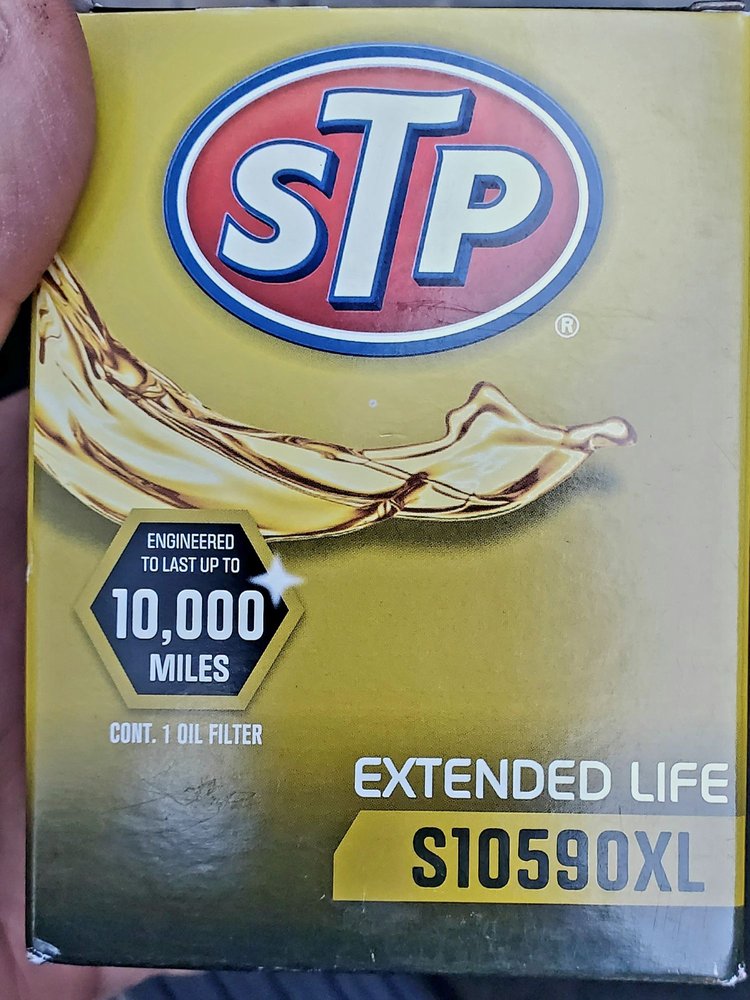 STP
®
ENGINEERED
TO LAST UP TO
10,000
MILES
CONT. 1 OIL FILTER
EXTENDED LIFE
S10590XL